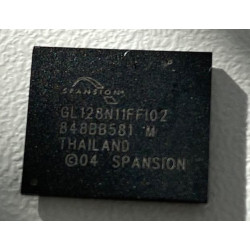 SPANSION
GL128N11FFI02
848BB581 M
THAILAND
©04 SPANSION